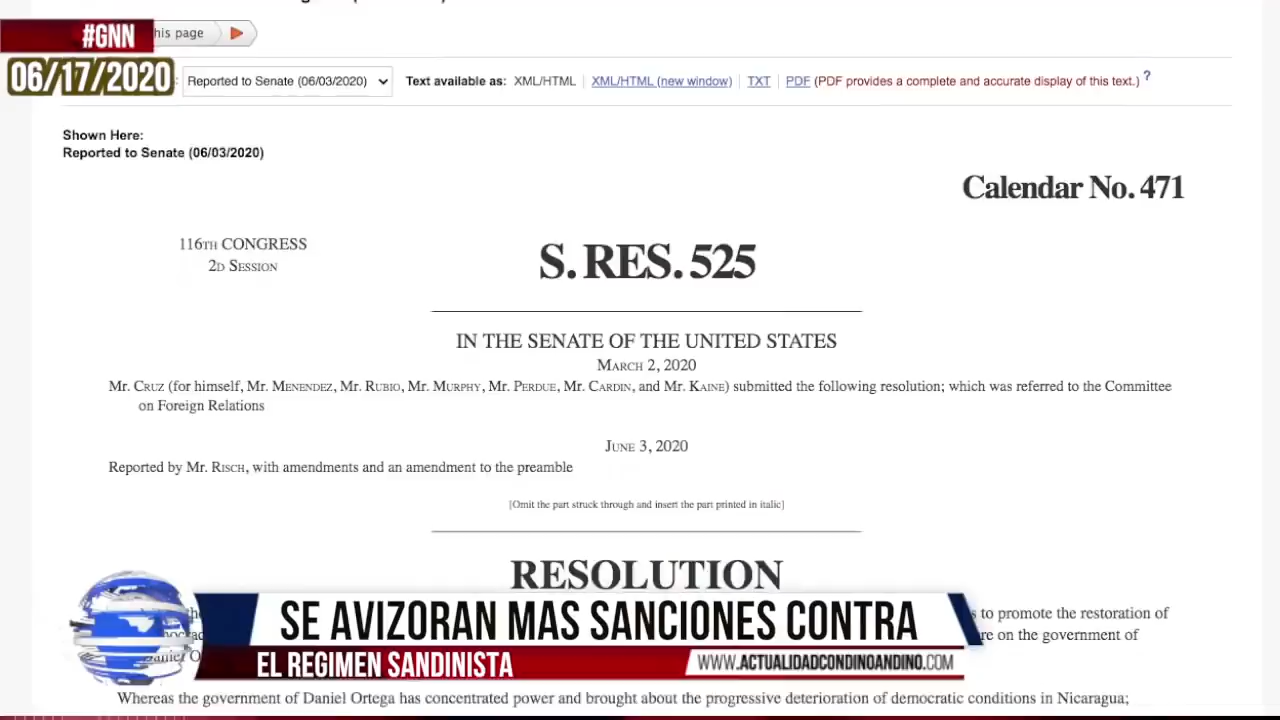 #GNN
his page
06/17/2020
Reported to Senate (06/03/2020)
Text available as: XML/HTML | XML/HTML (new window) | TXT | PDF (PDF provides a complete and accurate display of this text.) ?
Shown Here:
Reported to Senate (06/03/2020)
Calendar No. 471
116TH CONGRESS
2D SESSION
S. RES. 525
IN THE SENATE OF THE UNITED STATES
MARCH 2, 2020
Mr. CRUZ (for himself, Mr. MENENDEZ, Mr. RUBIO, Mr. MURPHY, Mr. PERDUE, Mr. CARDIN, and Mr. KAINE) submitted the following resolution; which was referred to the Committee
on Foreign Relations
JUNE 3, 2020
Reported by Mr. RISCH, with amendments and an amendment to the preamble
[Omit the part struck through and insert the part printed in italic]
RESOLUTION
s to promote the restoration of
re on the government of
Daniel O
SE AVIZORAN MAS SANCIONES CONTRA
EL REGIMEN SANDINISTA
WWW.ACTUALIDADCONDINOANDINO.COM
Whereas the government of Daniel Ortega has concentrated power and brought about the progressive deterioration of democratic conditions in Nicaragua;